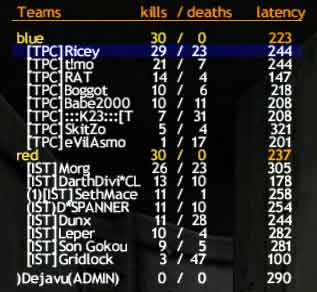 Teams kills / deaths latency
blue 30 / 0 223
[TPC]Ricey 29 / 23 244
[TPC]t!mo 21 / 7 244
[TPC]RAT 14 / 4 147
[TPC]Boggot 10 / 6 218
[TPC]Babe2000 10 / 11 208
[TPC]:::K23:::[T 7 / 31 208
[TPC]SkitZo 5 / 4 321
[TPC]eVilAsmo 1 / 17 201
red 30 / 0 237
[IST]Morg 26 / 23 305
[IST]DarthDivi*CL 13 / 10 178
(1)[IST]SethMace 11 / 1 258
(IST)D*SPANNER 11 / 10 254
[IST]Dunx 11 / 28 244
[IST]Leper 10 / 4 282
[IST]Son Gokou 9 / 5 281
[IST]Gridlock 3 / 47 100
)Dejavu(ADMIN) 0 / 0 290